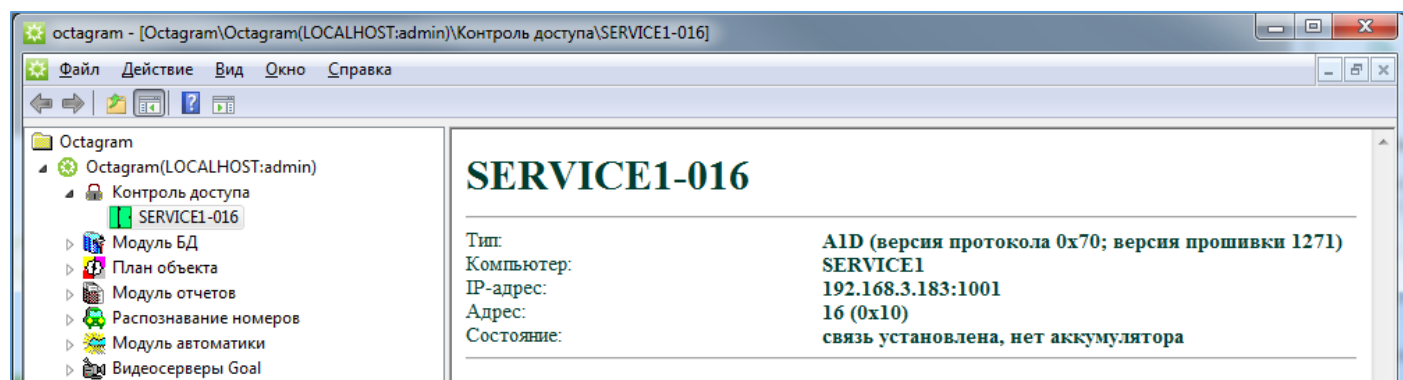 octagram - [Octagram\Octagram(LOCALHOST:admin)\Контроль доступа\SERVICE1-016]
Файл Действие Вид Окно Справка
Octagram
Octagram(LOCALHOST:admin)
Контроль доступа
SERVICE1-016
Модуль БД
План объекта
Модуль отчетов
Распознавание номеров
Модуль автоматики
Видеосерверы Goal
SERVICE1-016
Тип: A1D (версия протокола 0x70; версия прошивки 1271)
Компьютер: SERVICE1
IP-адрес: 192.168.3.183:1001
Адрес: 16 (0x10)
Состояние: связь установлена, нет аккумулятора